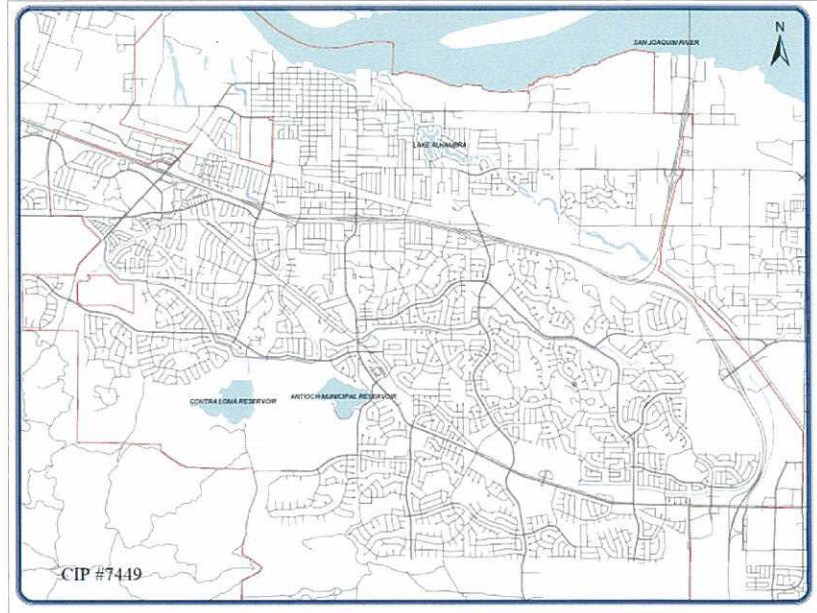 N
SAN JOAQUIN RIVER
LAKE ALHAMBRA
CONTRA LOMA RESERVOIR
ANTIOCH MUNICIPAL RESERVOIR
CIP #7449